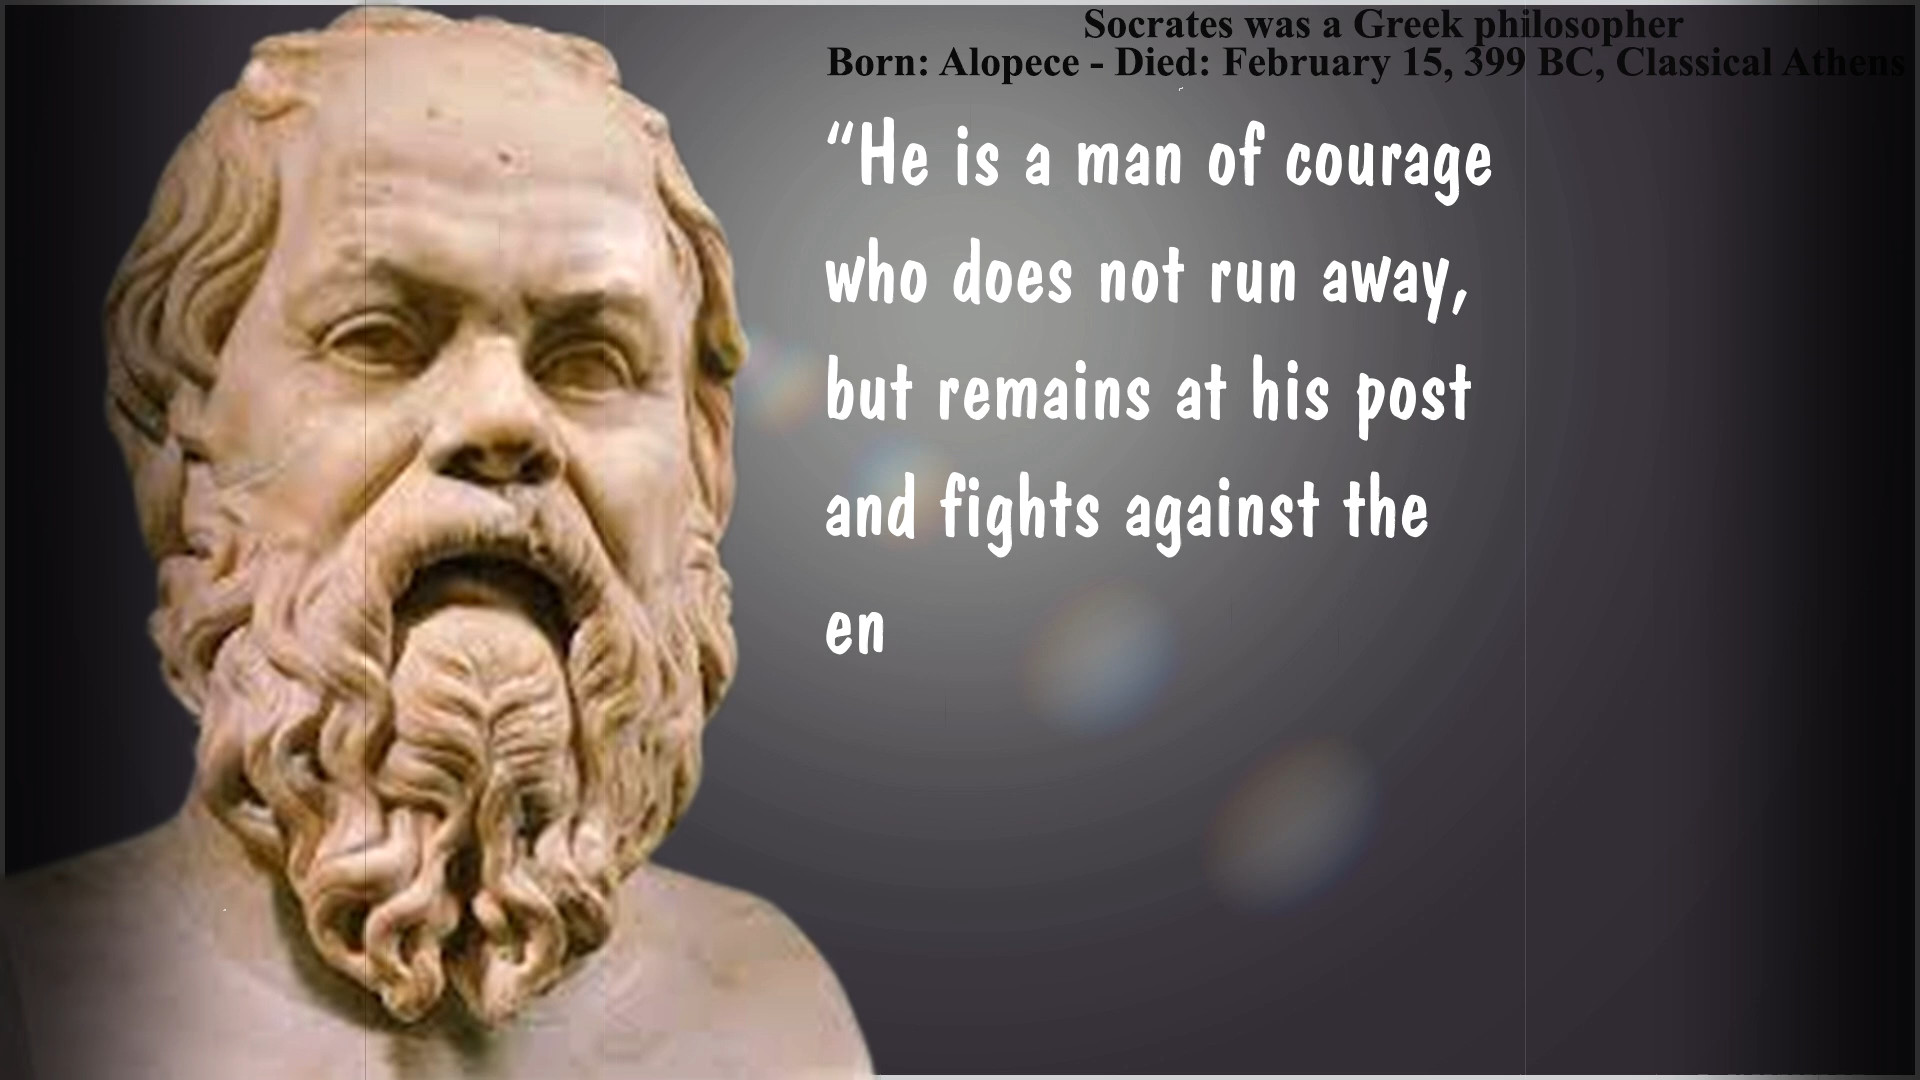 Socrates was a Greek philosopher
Born: Alopece - Died: February 15, 399 BC, Classical Athens
“He is a man of courage
who does not run away,
but remains at his post
and fights against the
en